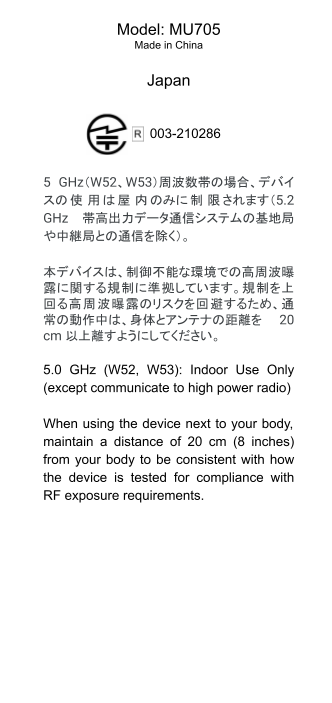 Model: MU705
Made in China
Japan
R 003-210286
5 GHz（W52、W53）周波数帯の場合、デバイ
スの使用は屋内のみに制限されます（5.2
GHz 帯高出力データ通信システムの基地局
や中継局との通信を除く）。
本デバイスは、制御不能な環境での高周波曝
露に関する規制に準拠しています。規制を上
回る高周波曝露のリスクを回避するため、通
常の動作中は、身体とアンテナの距離を 20
cm 以上離すようにしてください。
5.0 GHz (W52, W53): Indoor Use Only
(except communicate to high power radio)
When using the device next to your body,
maintain a distance of 20 cm (8 inches)
from your body to be consistent with how
the device is tested for compliance with
RF exposure requirements.